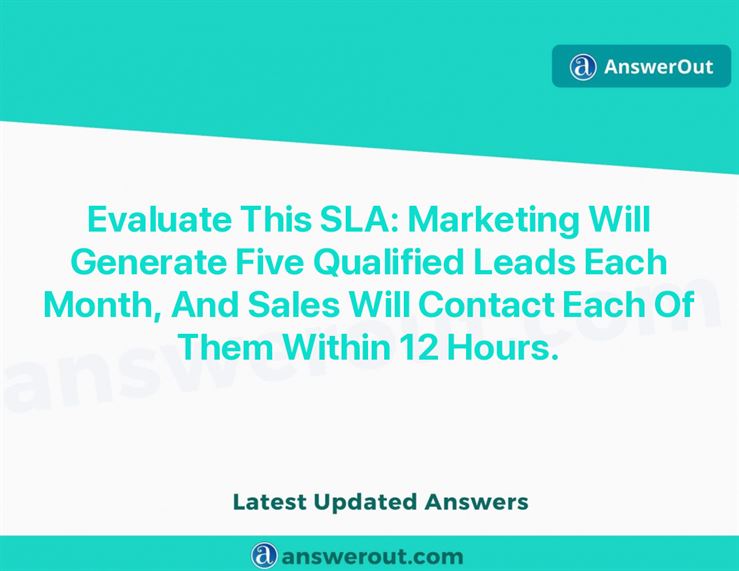 AnswerOut
Evaluate This SLA: Marketing Will
Generate Five Qualified Leads Each
Month, And Sales Will Contact Each Of
Them Within 12 Hours.
answerout.com
Latest Updated Answers
answerout.com